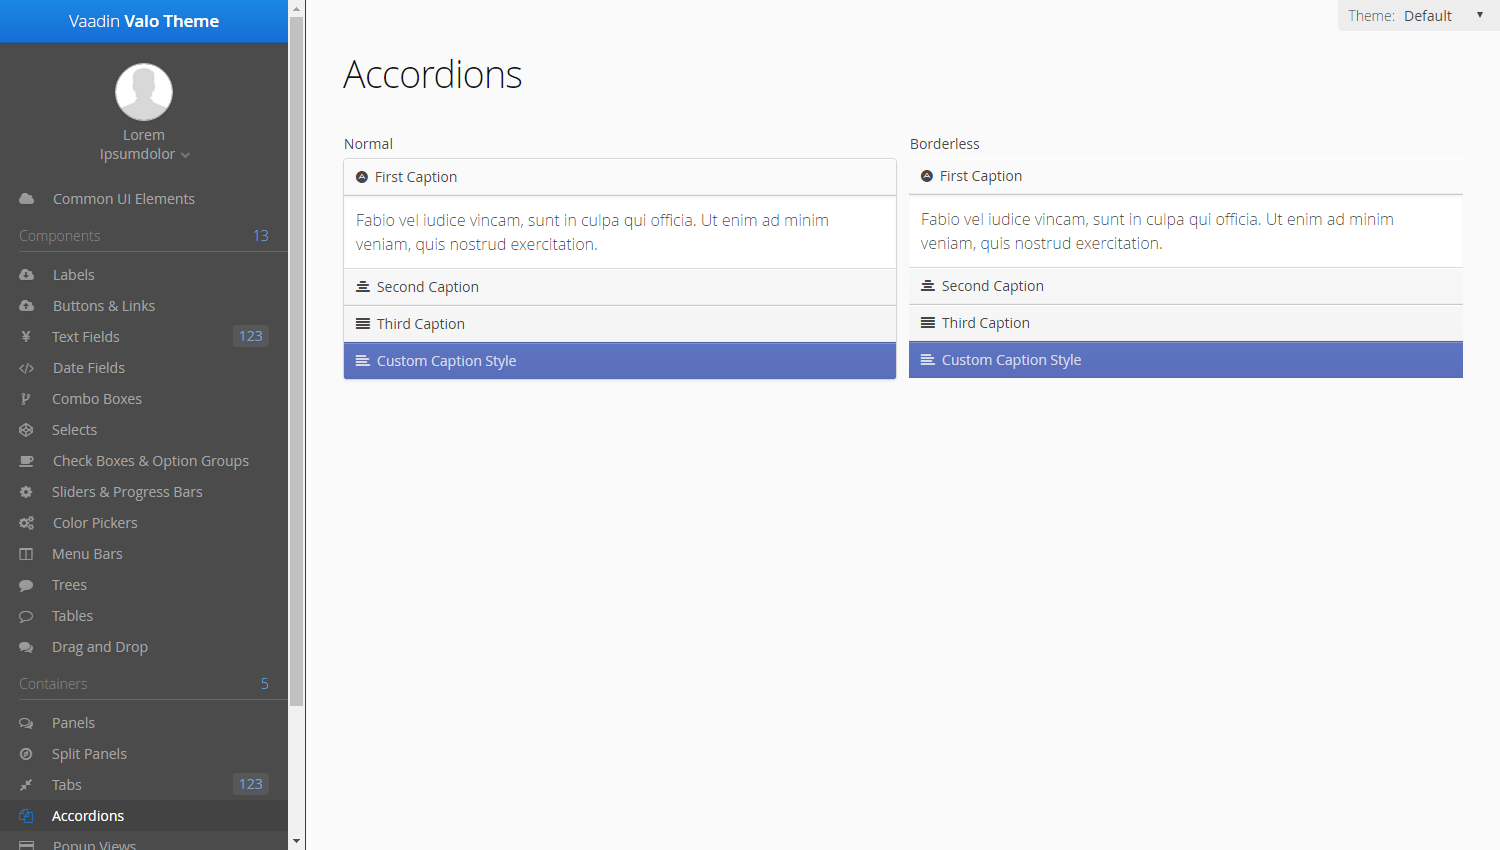 Vaadin Valo Theme
Lorem
Ipsumdolor
Common UI Elements
Components 13
Labels
Buttons & Links
Text Fields 123
Date Fields
Combo Boxes
Selects
Check Boxes & Option Groups
Sliders & Progress Bars
Color Pickers
Menu Bars
Trees
Tables
Drag and Drop
Containers 5
Panels
Split Panels
Tabs 123
Accordions
Popup Views
Theme: Default
Accordions
Normal
First Caption
Fabio vel iudice vincam, sunt in culpa qui officia. Ut enim ad minim
veniam, quis nostrud exercitation.
Second Caption
Third Caption
Custom Caption Style
Borderless
First Caption
Fabio vel iudice vincam, sunt in culpa qui officia. Ut enim ad minim
veniam, quis nostrud exercitation.
Second Caption
Third Caption
Custom Caption Style